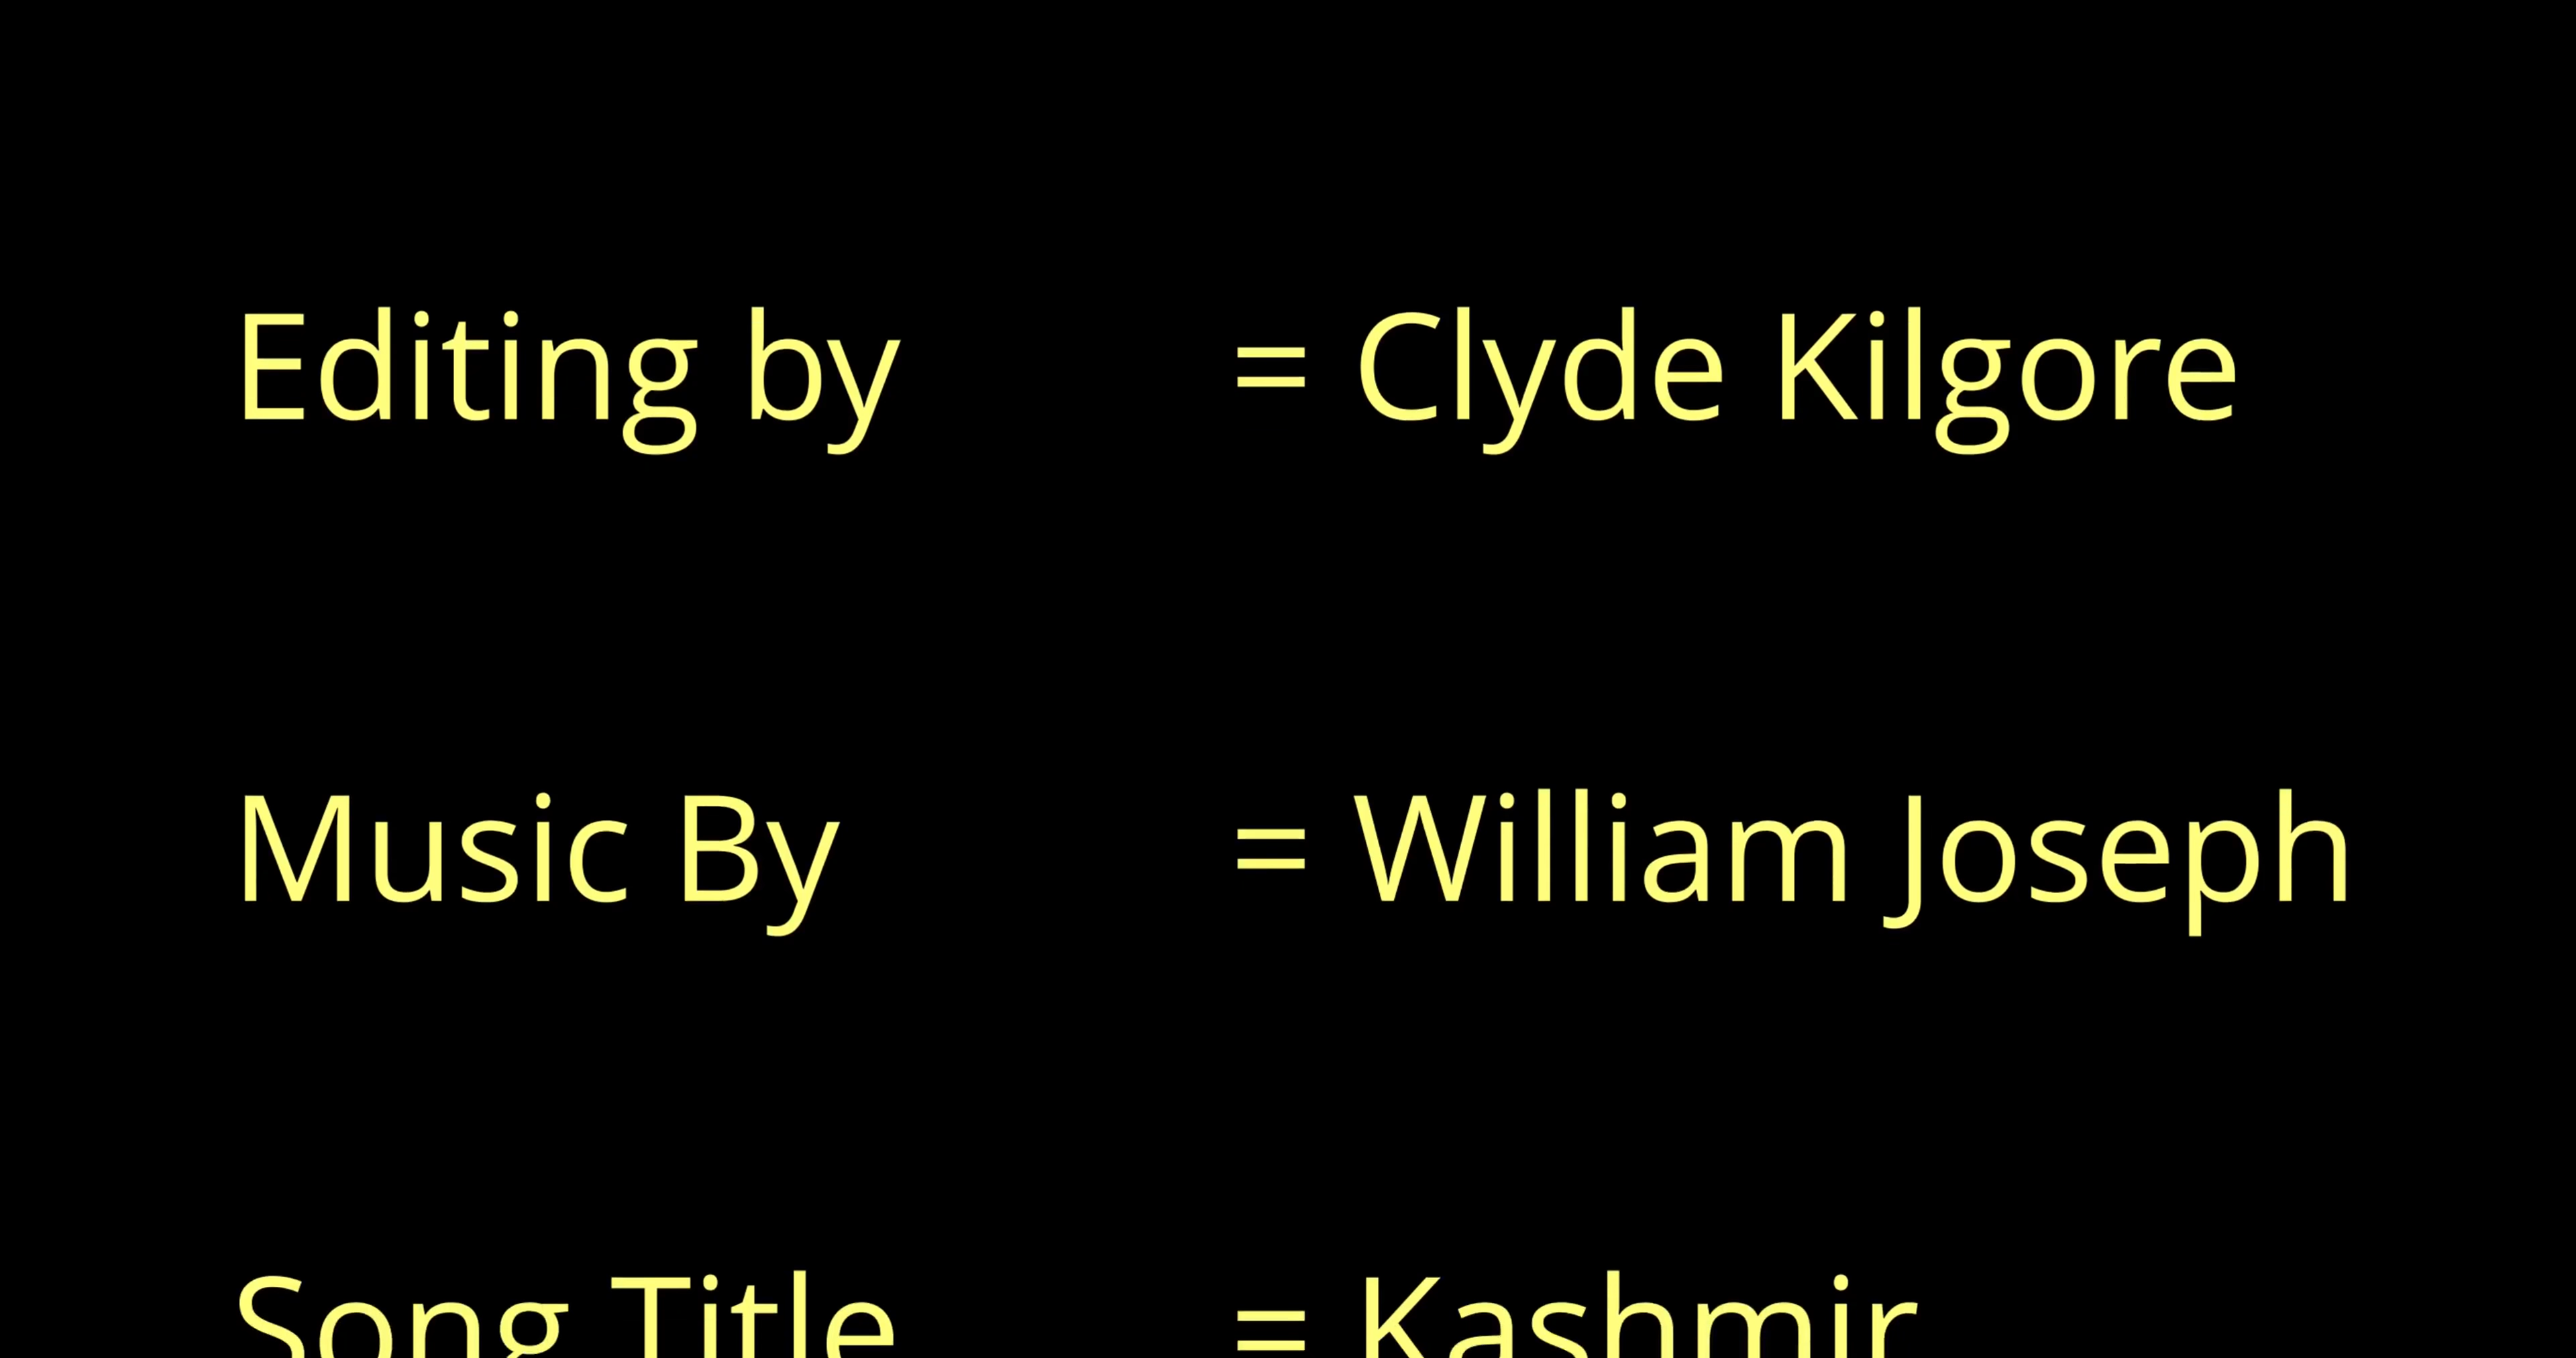 Editing by = Clyde Kilgore
Music By = William Joseph
Song Title = Kashmir